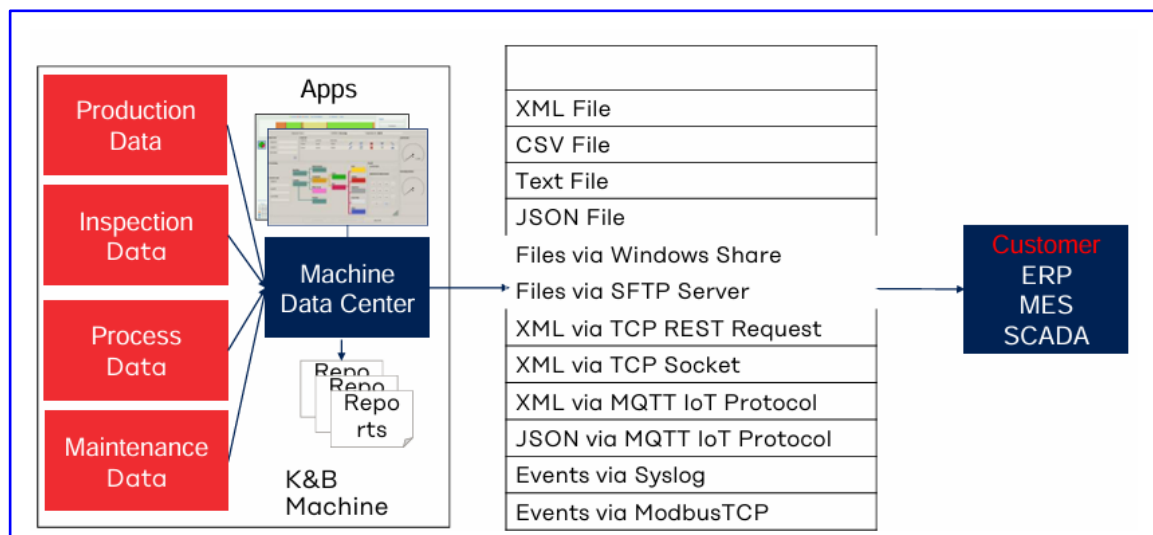 Production
Data
Inspection
Data
Process
Data
Maintenance
Data
Apps
Machine
Data Center
Repo
Repo
Repo
rts
K&B
Machine
XML File
CSV File
Text File
JSON File
Files via Windows Share
Files via SFTP Server
XML via TCP REST Request
XML via TCP Socket
XML via MQTT IoT Protocol
JSON via MQTT IoT Protocol
Events via Syslog
Events via ModbusTCP
Customer
ERP
MES
SCADA